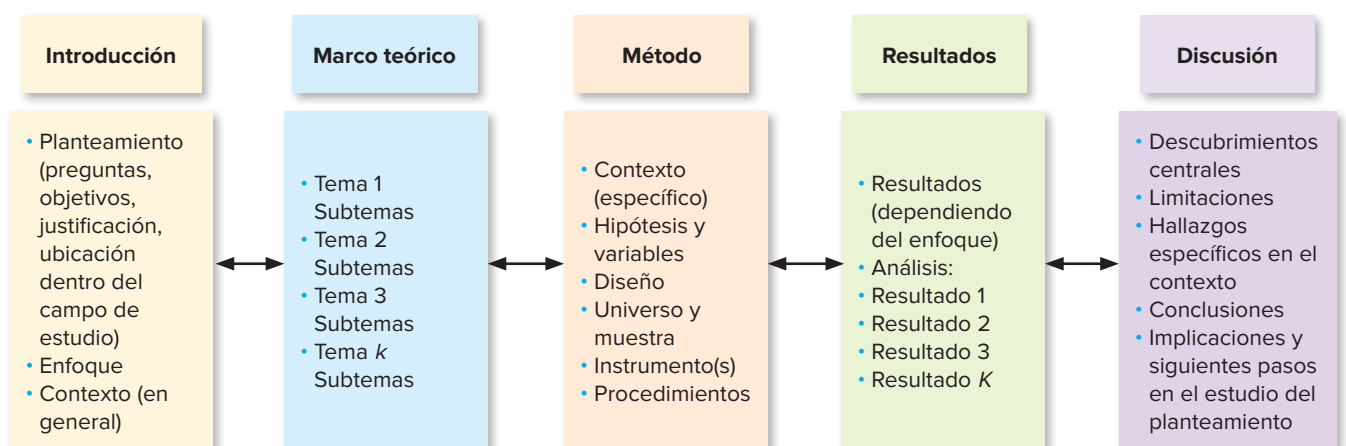 Introducción
Marco teórico
Método
Resultados
Discusión
• Planteamiento
(preguntas,
objetivos,
justificación,
ubicación
dentro del
campo de
estudio)
• Enfoque
• Contexto (en
general)
• Tema 1
Subtemas
• Tema 2
Subtemas
• Tema 3
Subtemas
• Tema k
Subtemas
• Contexto
(específico)
• Hipótesis y
variables
• Diseño
• Universo y
muestra
• Instrumento(s)
• Procedimientos
• Resultados
(dependiendo
del enfoque)
• Análisis:
• Resultado 1
• Resultado 2
• Resultado 3
• Resultado K
• Descubrimientos
centrales
• Limitaciones
• Hallazgos
específicos en el
contexto
• Conclusiones
• Implicaciones y
siguientes pasos
en el estudio del
planteamiento